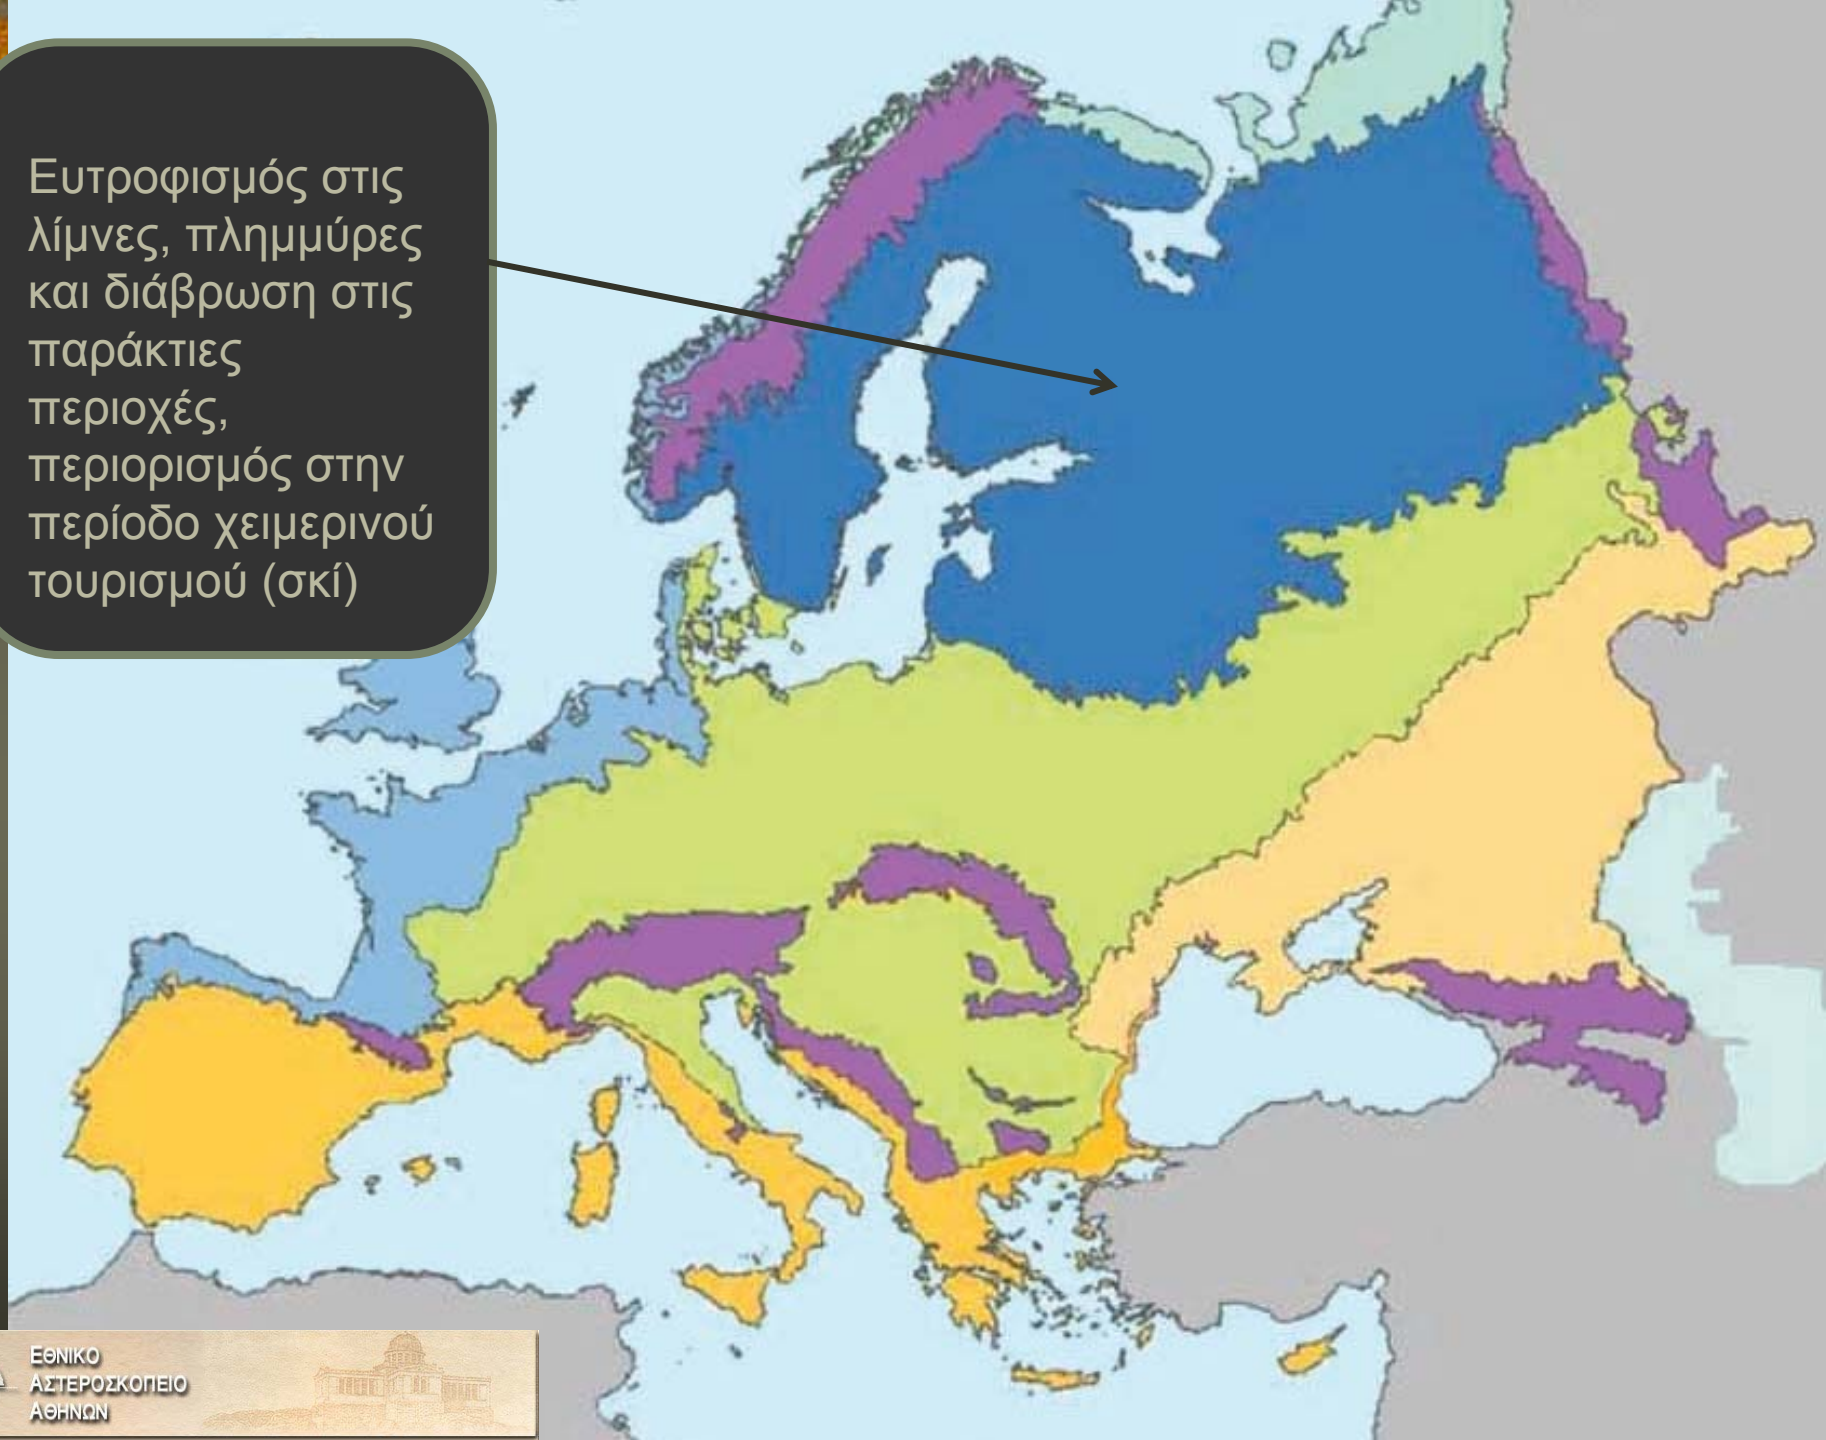 Ευτροφισμός στις
λίμνες, πλημμύρες
και διάβρωση στις
παράκτιες
περιοχές,
περιορισμός στην
περίοδο χειμερινού
τουρισμού (σκί)
ΕΘΝΙΚΟ
ΑΣΤΕΡΟΣΚΟΠΕΙΟ
ΑΘΗΝΩΝ